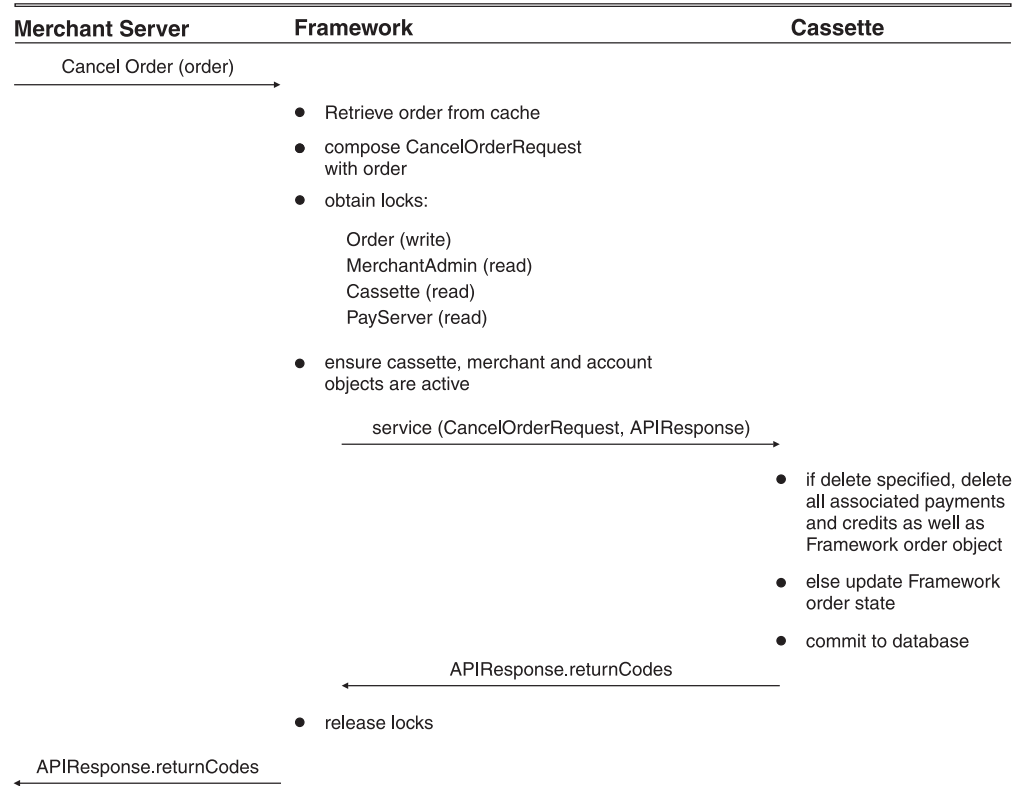 Merchant Server Framework Cassette
Cancel Order (order)
● Retrieve order from cache
● compose CancelOrderRequest
with order
● obtain locks:
Order (write)
MerchantAdmin (read)
Cassette (read)
PayServer (read)
● ensure cassette, merchant and account
objects are active
service (CancelOrderRequest, APIResponse)
● if delete specified, delete
all associated payments
and credits as well as
Framework order object
● else update Framework
order state
● commit to database
APIResponse.returnCodes
● release locks
APIResponse.returnCodes